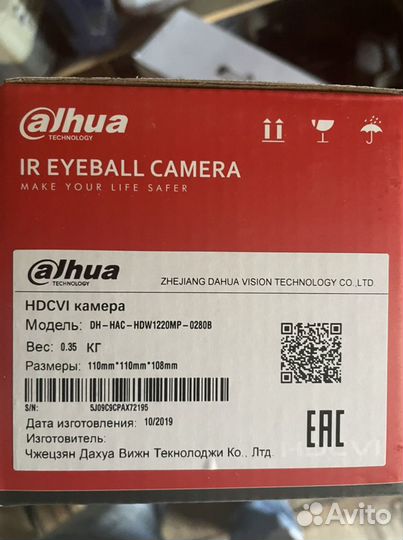 alhua
TECHNOLOGY
IR EYEBALL CAMERA
MAKE YOUR LIFE SAFER
alhua
TECHNOLOGY
ZHEJIANG DAHUA VISION TECHNOLOGY CO.,LTD.
HDCVI камера
Модель: DH-HAC-HDW1220MP-0280B
Вес: 0.35 КГ
Размеры: 110mm*110mm*108mm
S/N: 5J09C9CPAX72195
Дата изготовления: 10/2019
Изготовитель:
Чжецзян Дахуа Вижн Текнолоджи Ко., Лтд.
EAC
HDCVI
Avito